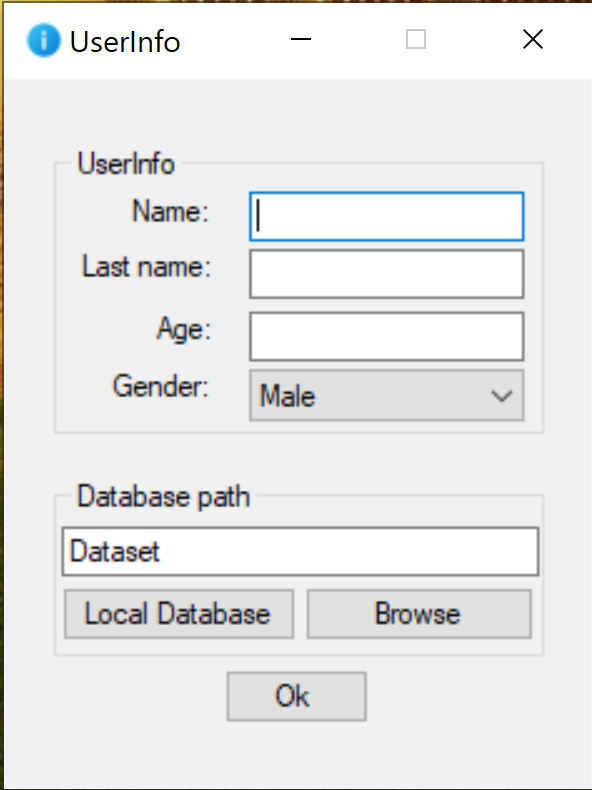 UserInfo
UserInfo
Name:
Last name:
Age:
Gender:
Male
Database path
Dataset
Local Database
Browse
Ok